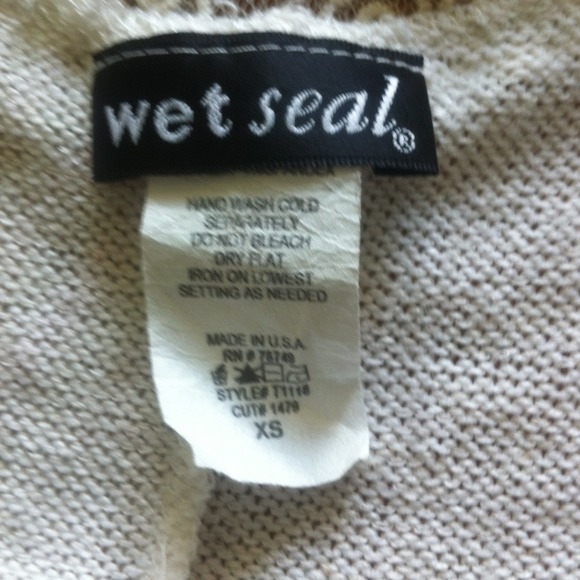 wet seal®
HAND WASH COLD
SEPARATELY
DO NOT BLEACH
DRY FLAT
IRON ON LOWEST
SETTING AS NEEDED
MADE IN U.S.A.
RN # 78749
STYLE# T1116
CUT# 1479
XS